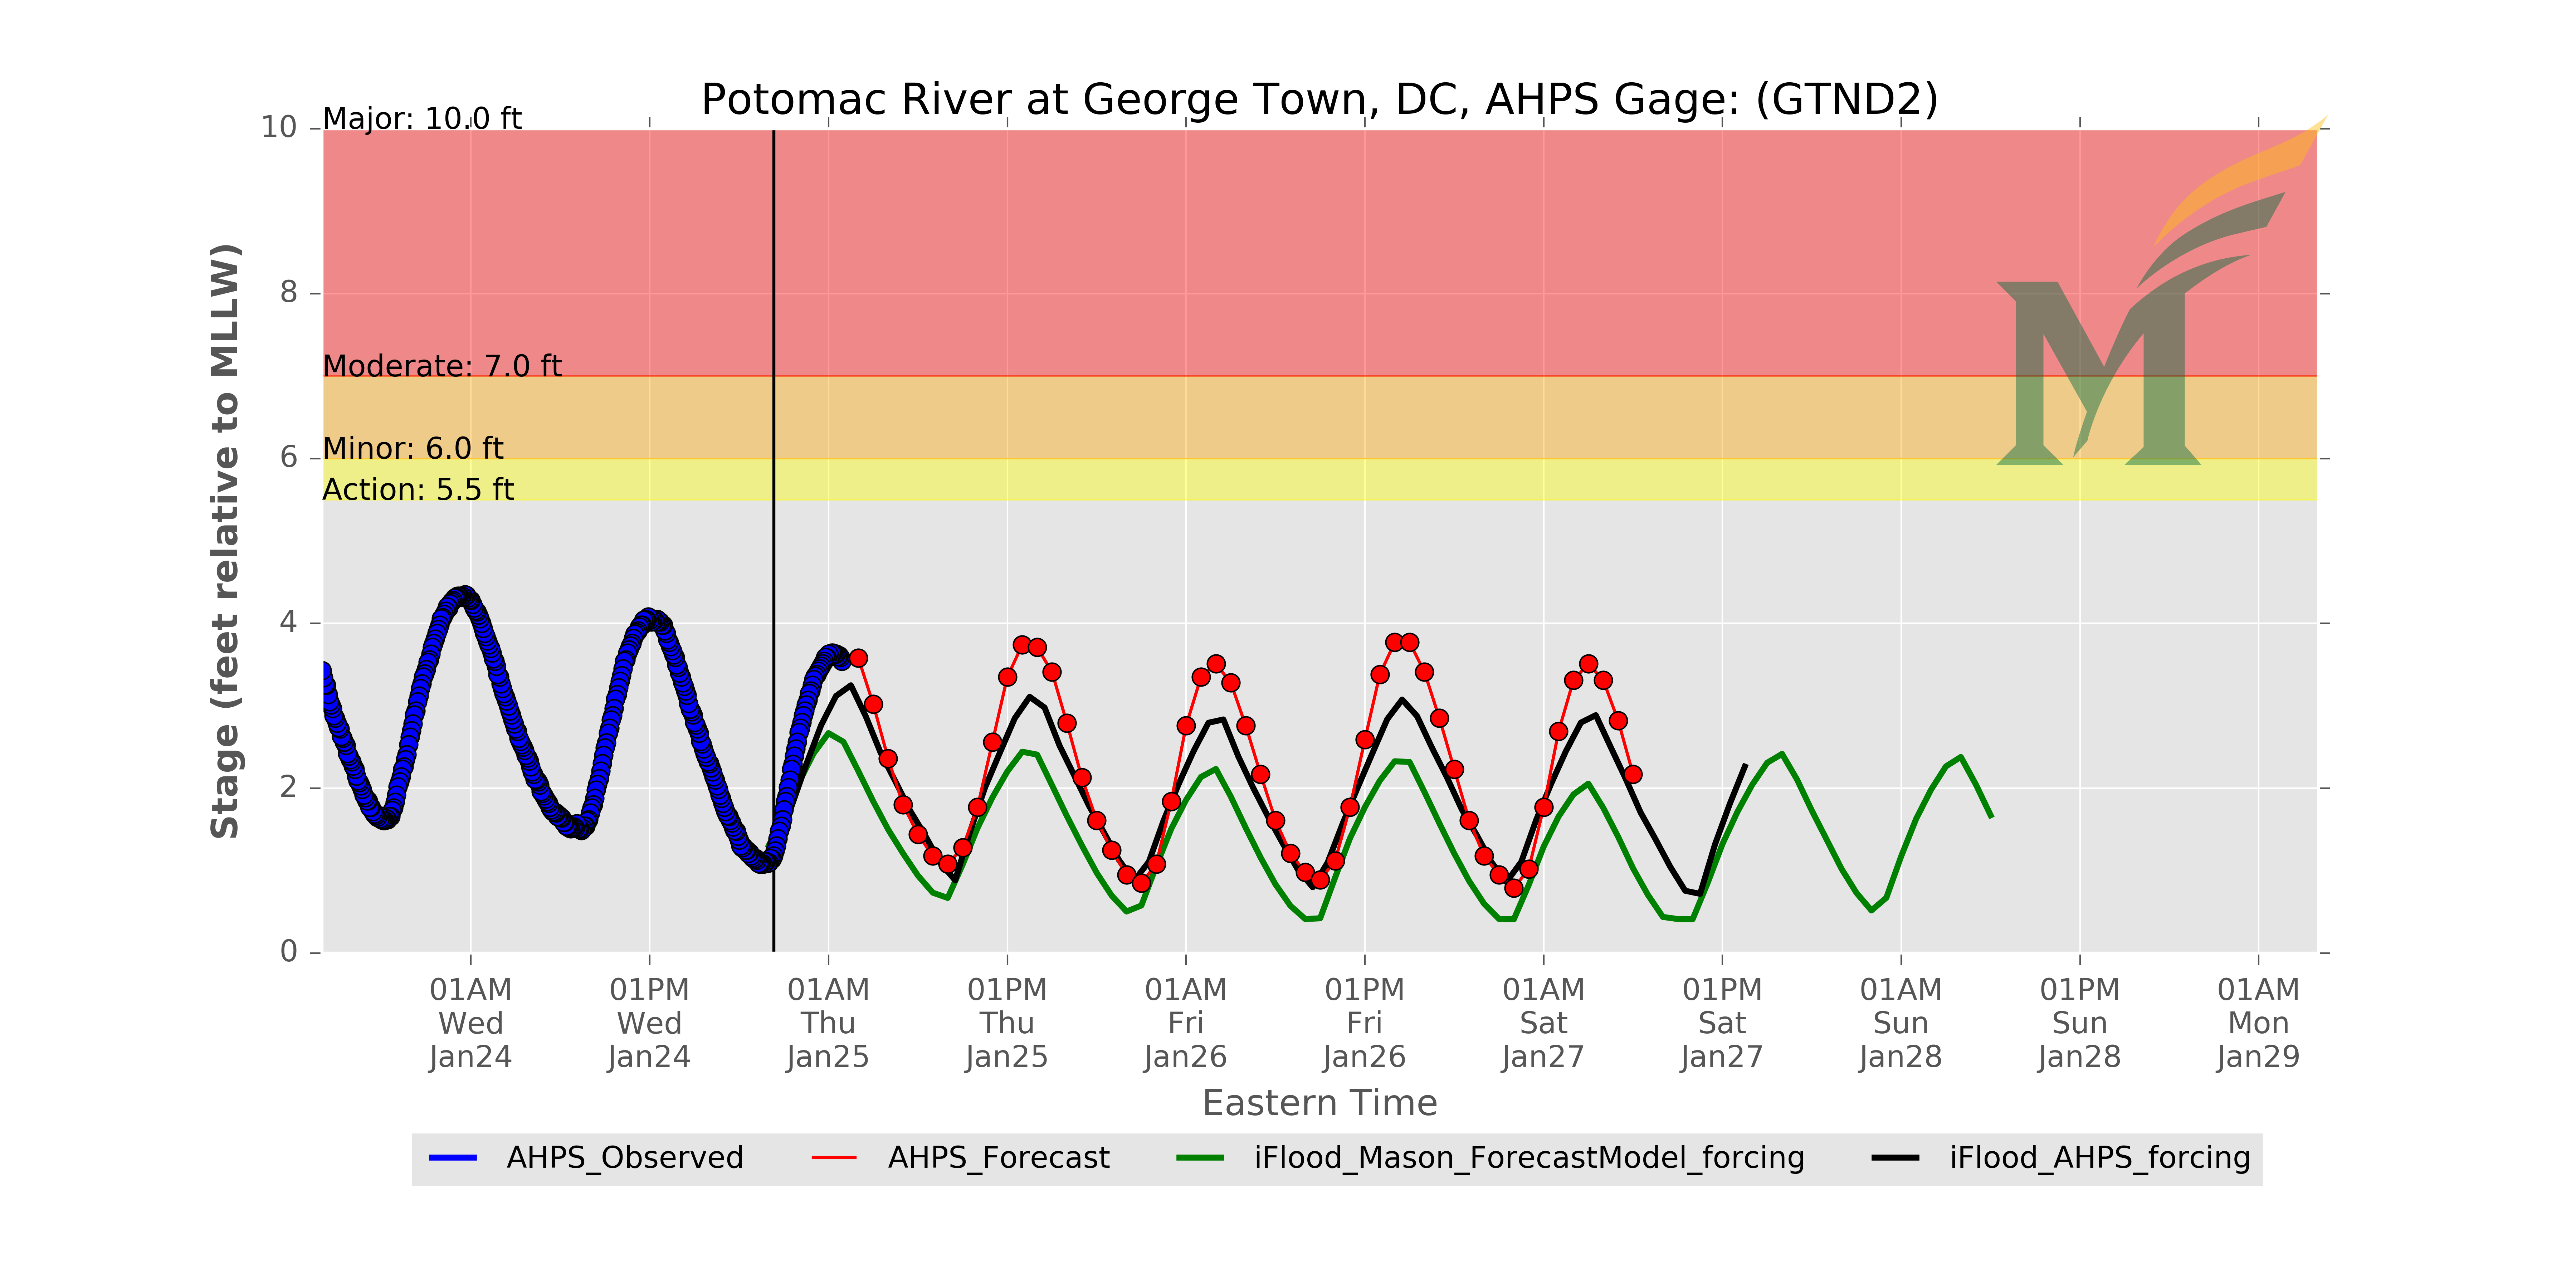 Potomac River at George Town, DC, AHPS Gage: (GTND2)
Major: 10.0 ft
Moderate: 7.0 ft
Minor: 6.0 ft
Action: 5.5 ft
Stage (feet relative to MLLW)
10
8
6
4
2
0
01AM 01PM 01AM 01PM 01AM 01PM 01AM 01PM 01AM 01PM 01AM
Wed Wed Thu Thu Fri Fri Sat Sat Sun Sun Mon
Jan24 Jan24 Jan25 Jan25 Jan26 Jan26 Jan27 Jan27 Jan28 Jan28 Jan29
Eastern Time
AHPS_Observed AHPS_Forecast iFlood_Mason_ForecastModel_forcing iFlood_AHPS_forcing
M